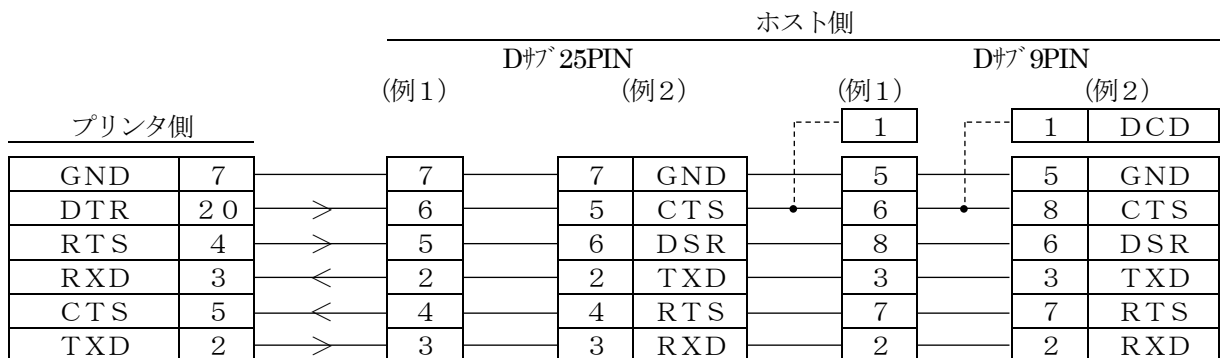 ホスト側
Dｻﾌﾞ25PIN Dｻﾌﾞ9PIN
(例１) (例２) (例１) (例２)
プリンタ側 1 1 DCD
GND 7 7 7 GND 5 5 GND
DTR 20 6 5 CTS 6 8 CTS
RTS 4 5 6 DSR 8 6 DSR
RXD 3 2 2 TXD 3 3 TXD
CTS 5 4 4 RTS 7 7 RTS
TXD 2 3 3 RXD 2 2 RXD